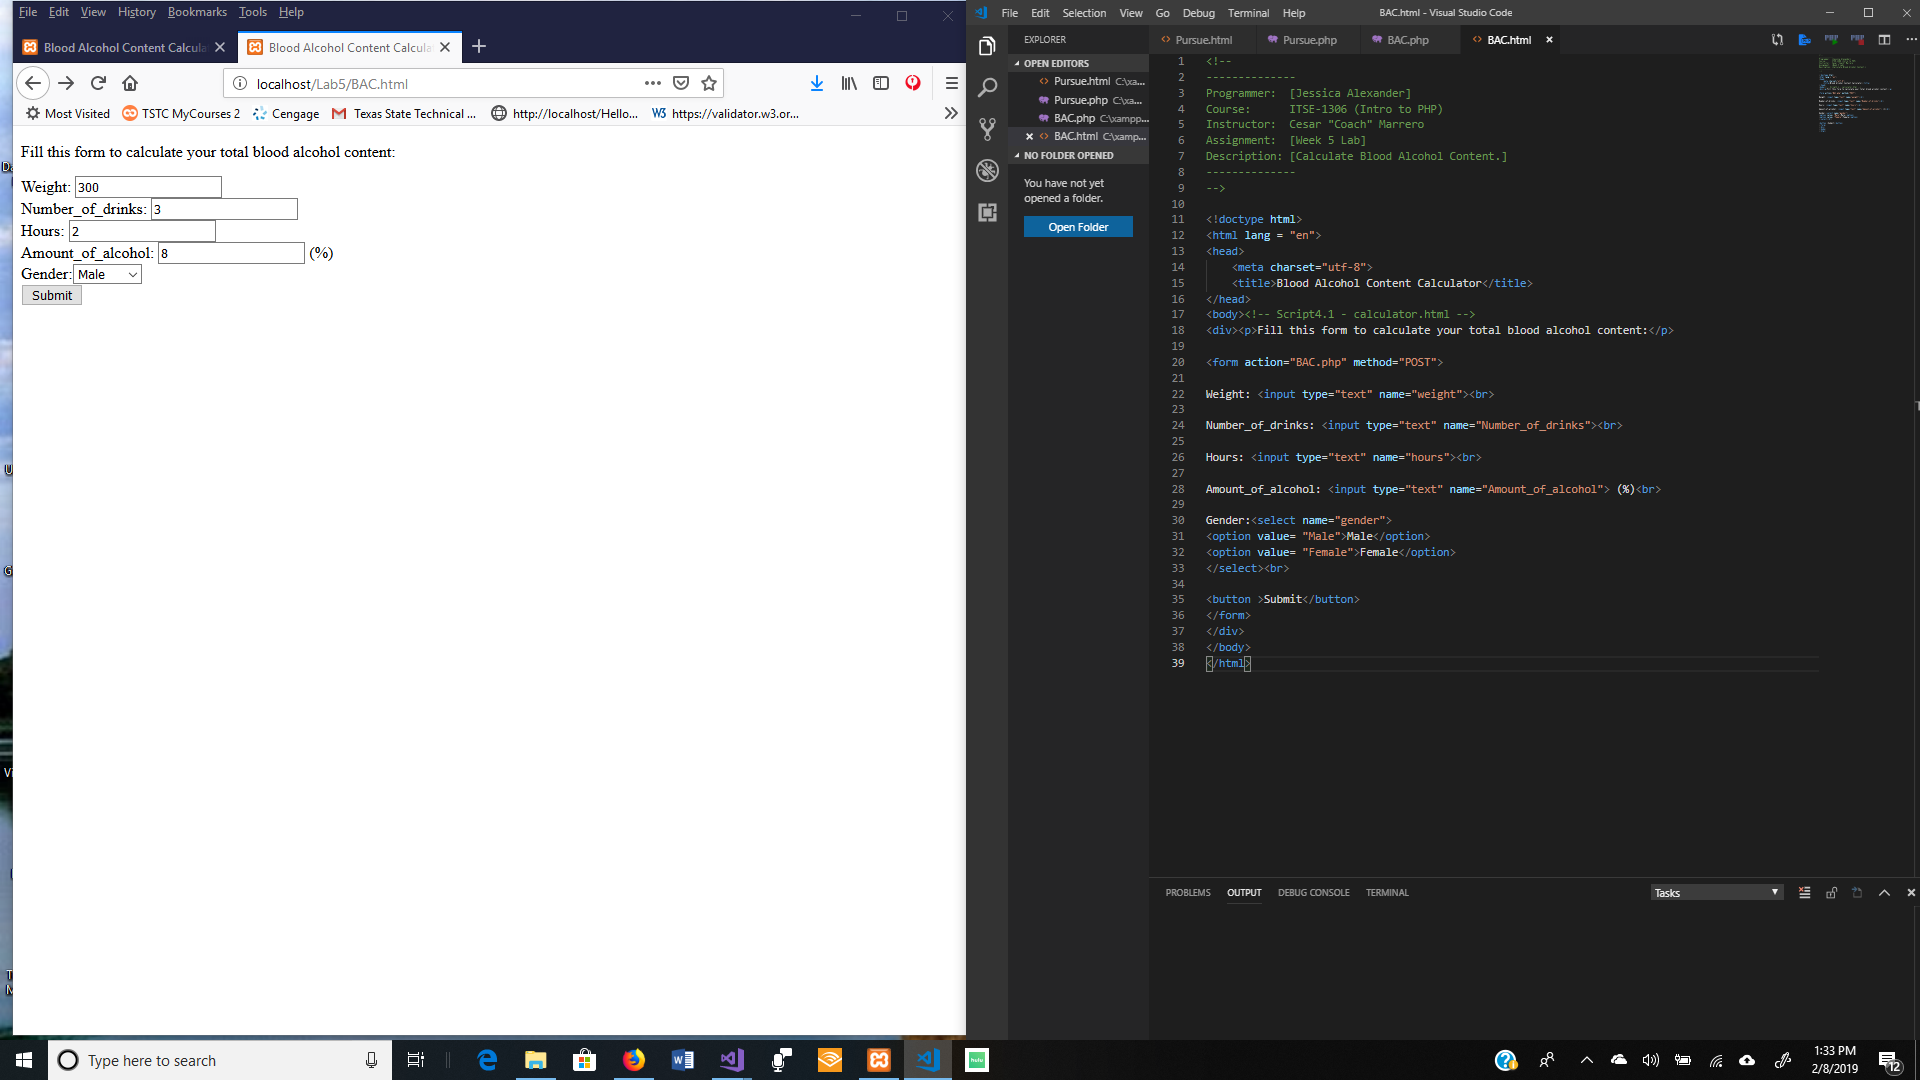 File Edit View History Bookmarks Tools Help
Blood Alcohol Content Calcula
Blood Alcohol Content Calcula
localhost/Lab5/BAC.html
Most Visited TSTC MyCourses 2 Cengage Texas State Technical ... http://localhost/Hello... https://validator.w3.or...
Fill this form to calculate your total blood alcohol content:
Weight: 300
Number_of_drinks: 3
Hours: 2
Amount_of_alcohol: 8 (%)
Gender: Male
Submit
File Edit Selection View Go Debug Terminal Help BAC.html - Visual Studio Code
EXPLORER
OPEN EDITORS
Pursue.html C:\xa...
Pursue.php C:\xa...
BAC.php C:\xampp...
BAC.html C:\xamp...
NO FOLDER OPENED
You have not yet
opened a folder.
Open Folder
Pursue.html Pursue.php BAC.php BAC.html
1 <!--
2 --------------
3 Programmer: [Jessica Alexander]
4 Course: ITSE-1306 (Intro to PHP)
5 Instructor: Cesar "Coach" Marrero
6 Assignment: [Week 5 Lab]
7 Description: [Calculate Blood Alcohol Content.]
8 --------------
9 -->
10
11 <!doctype html>
12 <html lang = "en">
13 <head>
14 <meta charset="utf-8">
15 <title>Blood Alcohol Content Calculator</title>
16 </head>
17 <body><!-- Script4.1 - calculator.html -->
18 <div><p>Fill this form to calculate your total blood alcohol content:</p>
19
20 <form action="BAC.php" method="POST">
21
22 Weight: <input type="text" name="weight"><br>
23
24 Number_of_drinks: <input type="text" name="Number_of_drinks"><br>
25
26 Hours: <input type="text" name="hours"><br>
27
28 Amount_of_alcohol: <input type="text" name="Amount_of_alcohol"> (%)<br>
29
30 Gender:<select name="gender">
31 <option value= "Male">Male</option>
32 <option value= "Female">Female</option>
33 </select><br>
34
35 <button >Submit</button>
36 </form>
37 </div>
38 </body>
39 </html>
PROBLEMS OUTPUT DEBUG CONSOLE TERMINAL Tasks
Type here to search
hulu
1:33 PM
2/8/2019
12